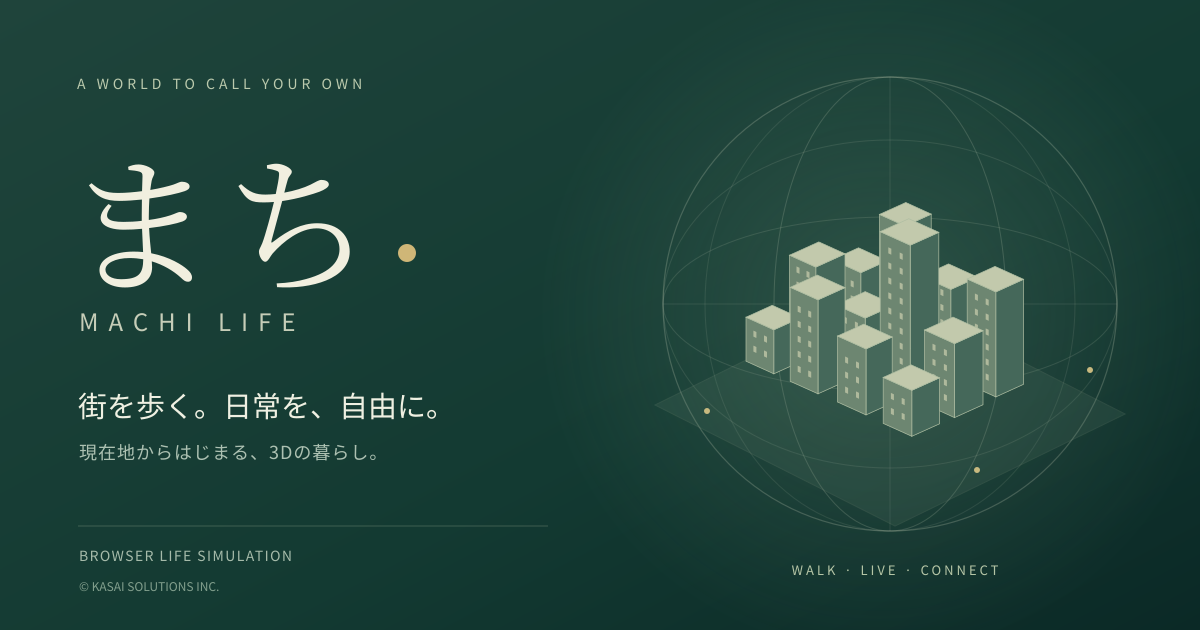 A WORLD TO CALL YOUR OWN
まち
MACHI LIFE
街を歩く。日常を、自由に。
現在地からはじまる、3Dの暮らし。
BROWSER LIFE SIMULATION
© KASAI SOLUTIONS INC.
WALK · LIVE · CONNECT